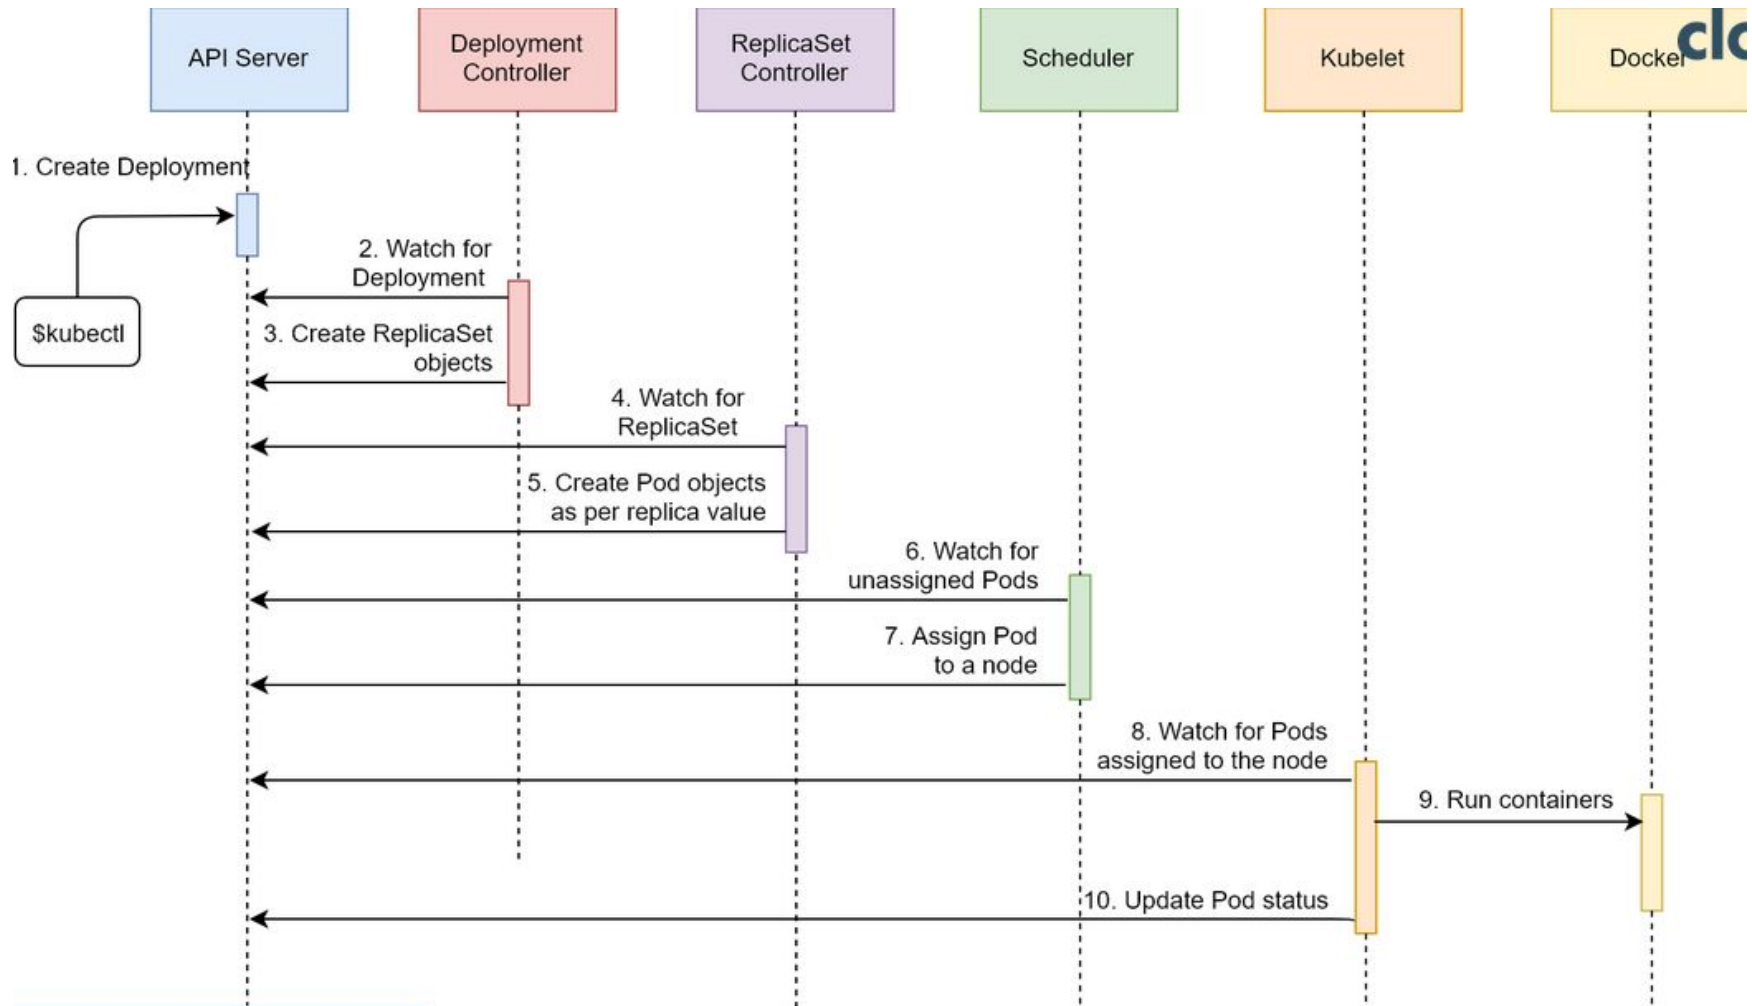 API Server
Deployment
Controller
ReplicaSet
Controller
Scheduler
Kubelet
Docker
clo
1. Create Deployment
$kubectl
2. Watch for
Deployment
3. Create ReplicaSet
objects
4. Watch for
ReplicaSet
5. Create Pod objects
as per replica value
6. Watch for
unassigned Pods
7. Assign Pod
to a node
8. Watch for Pods
assigned to the node
9. Run containers
10. Update Pod status